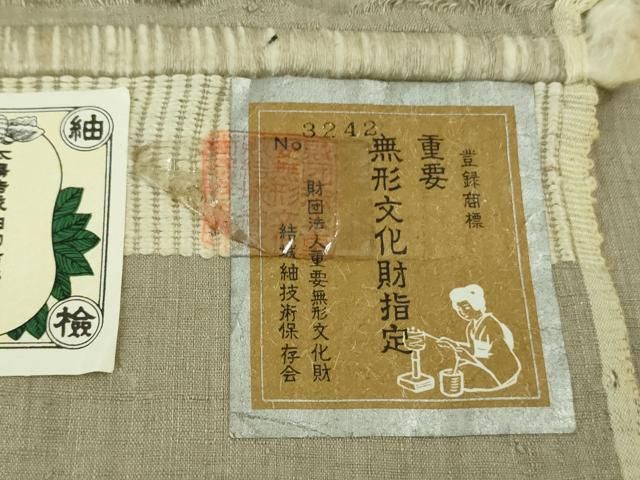 登録商標
重要
無形文化財指定
財団法人重要無形文化財
結城紬技術保存会
No 3242
紬
檢